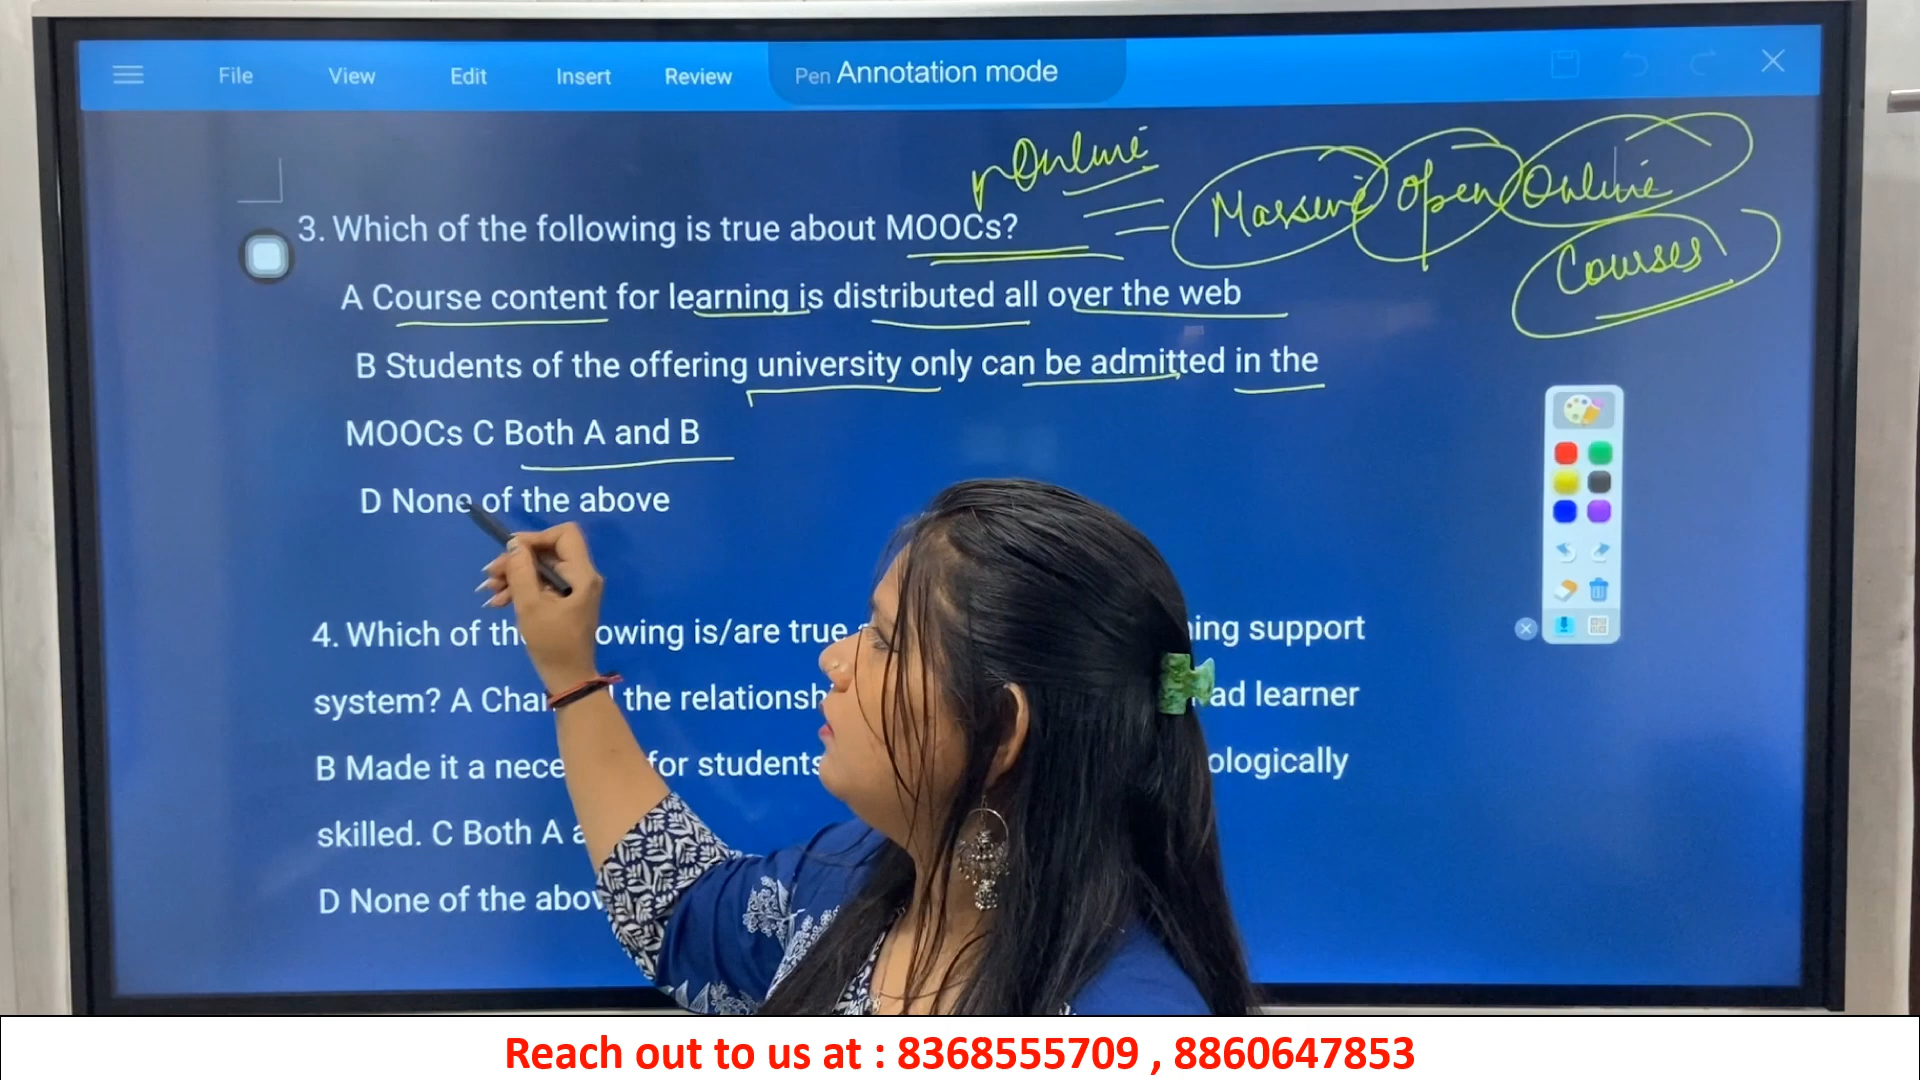 File View Edit Insert Review Pen Annotation mode
Online
= Massive Open Online
Courses
3. Which of the following is true about MOOCs?
A Course content for learning is distributed all over the web
B Students of the offering university only can be admitted in the
MOOCs C Both A and B
D None of the above
4. Which of th owing is/are true ing support
system? A Cha the relationsh ad learner
B Made it a nece for students ologically
skilled. C Both A a
D None of the abov
Reach out to us at : 8368555709 , 8860647853